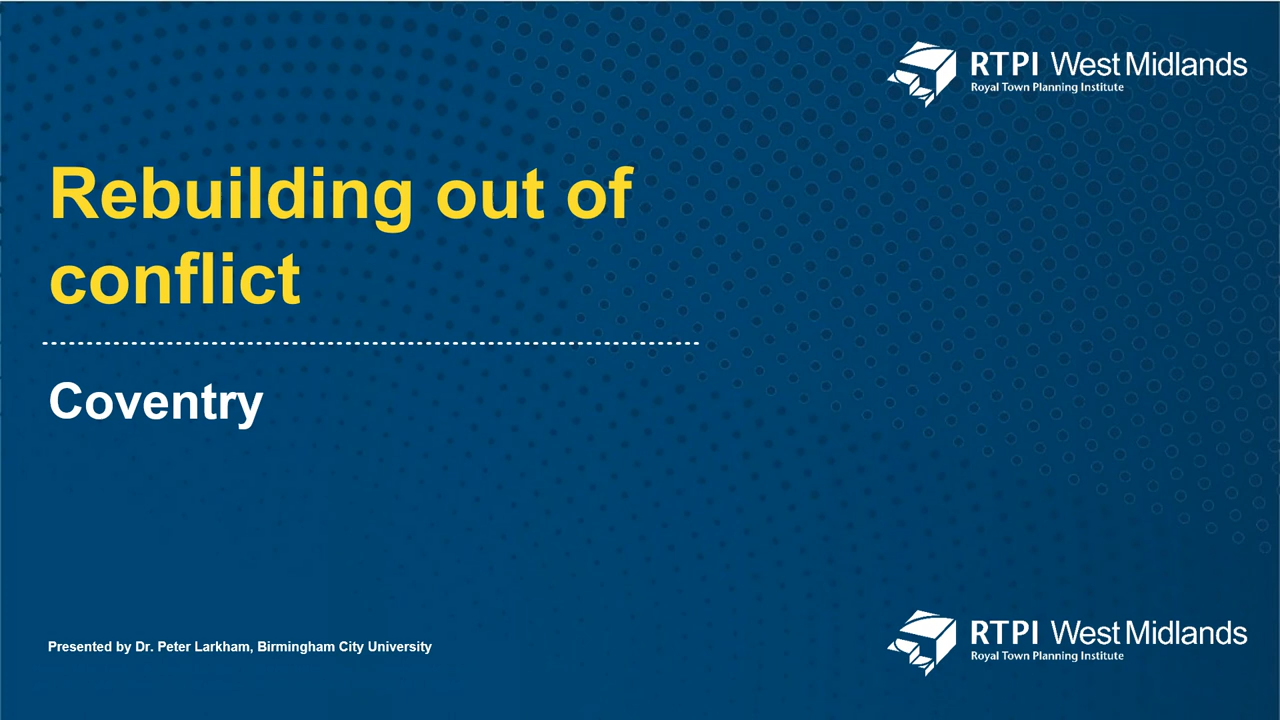 RTPI West Midlands
Royal Town Planning Institute
Rebuilding out of
conflict
Coventry
Presented by Dr. Peter Larkham, Birmingham City University
RTPI West Midlands
Royal Town Planning Institute